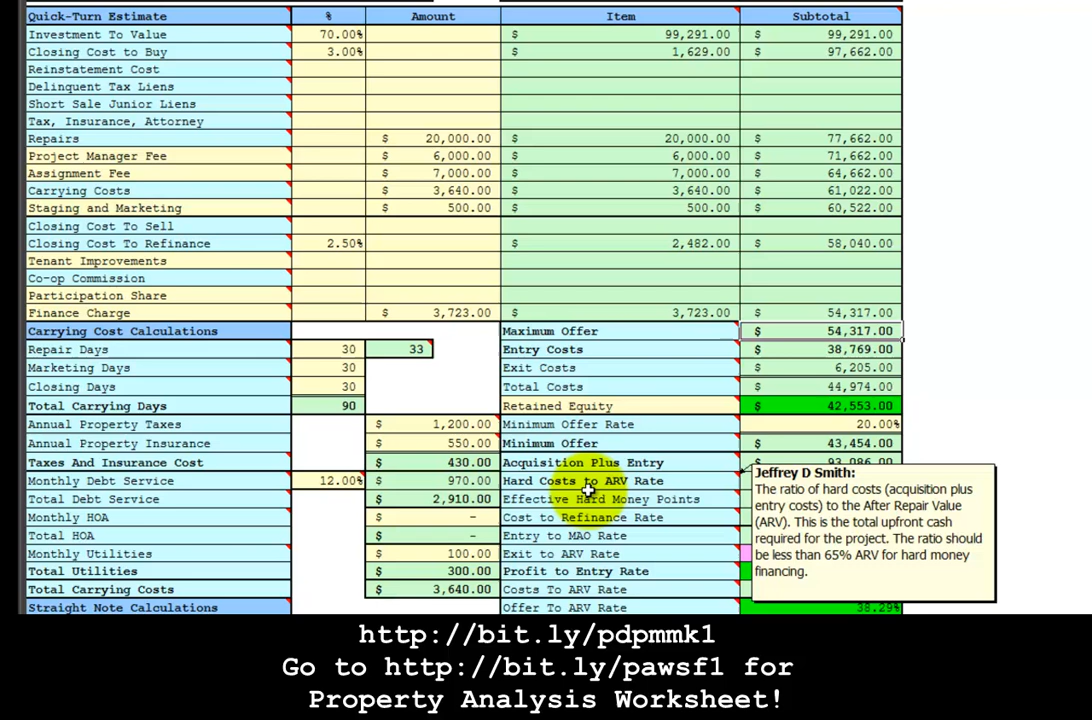 Quick-Turn Estimate % Amount Item Subtotal
Investment To Value 70.00% $ 99,291.00 $ 99,291.00
Closing Cost to Buy 3.00% $ 1,629.00 $ 97,662.00
Reinstatement Cost
Delinquent Tax Liens
Short Sale Junior Liens
Tax, Insurance, Attorney
Repairs $ 20,000.00 $ 20,000.00 $ 77,662.00
Project Manager Fee $ 6,000.00 $ 6,000.00 $ 71,662.00
Assignment Fee $ 7,000.00 $ 7,000.00 $ 64,662.00
Carrying Costs $ 3,640.00 $ 3,640.00 $ 61,022.00
Staging and Marketing $ 500.00 $ 500.00 $ 60,522.00
Closing Cost To Sell
Closing Cost To Refinance 2.50% $ 2,482.00 $ 58,040.00
Tenant Improvements
Co-op Commission
Participation Share
Finance Charge $ 3,723.00 $ 3,723.00 $ 54,317.00
Carrying Cost Calculations Maximum Offer $ 54,317.00
Repair Days 30 33 Entry Costs $ 38,769.00
Marketing Days 30 Exit Costs $ 6,205.00
Closing Days 30 Total Costs $ 44,974.00
Total Carrying Days 90 Retained Equity $ 42,553.00
Annual Property Taxes $ 1,200.00 Minimum Offer Rate 20.00%
Annual Property Insurance $ 550.00 Minimum Offer $ 43,454.00
Taxes And Insurance Cost $ 430.00 Acquisition Plus Entry $ 93,086.00
Monthly Debt Service 12.00% $ 970.00 Hard Costs to ARV Rate
Total Debt Service $ 2,910.00 Effective Hard Money Points
Monthly HOA $ – Cost to Refinance Rate
Total HOA $ – Entry to MAO Rate
Monthly Utilities $ 100.00 Exit to ARV Rate
Total Utilities $ 300.00 Profit to Entry Rate
Total Carrying Costs $ 3,640.00 Costs To ARV Rate
Straight Note Calculations Offer To ARV Rate 38.29%
Jeffrey D Smith:
The ratio of hard costs (acquisition plus
entry costs) to the After Repair Value
(ARV). This is the total upfront cash
required for the project. The ratio should
be less than 65% ARV for hard money
financing.
http://bit.ly/pdpmmk1
Go to http://bit.ly/pawsf1 for
Property Analysis Worksheet!